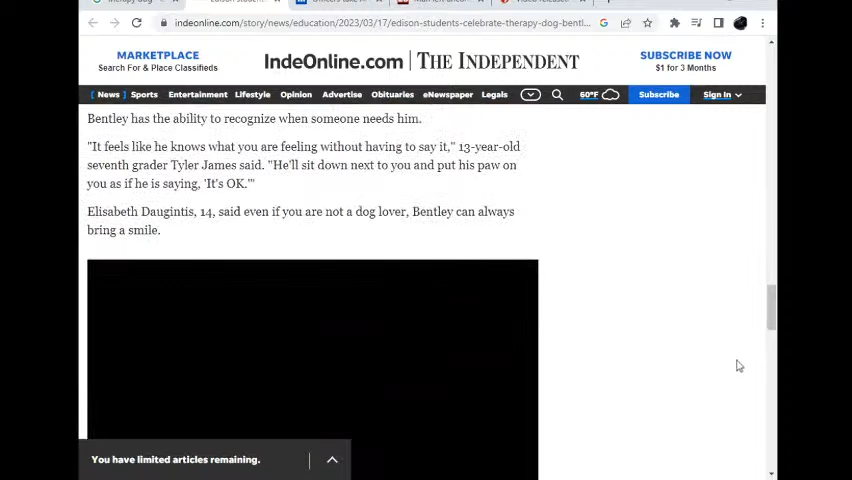 indeonline.com/story/news/education/2023/03/17/edison-students-celebrate-therapy-dog-bentl...
MARKETPLACE
Search For & Place Classifieds
IndeOnline.com | THE INDEPENDENT
SUBSCRIBE NOW
$1 for 3 Months
[ News ] Sports Entertainment Lifestyle Opinion Advertise Obituaries eNewspaper Legals 60°F Subscribe Sign In
Bentley has the ability to recognize when someone needs him.
"It feels like he knows what you are feeling without having to say it," 13-year-old
seventh grader Tyler James said. "He'll sit down next to you and put his paw on
you as if he is saying, 'It's OK.'"
Elisabeth Daugintis, 14, said even if you are not a dog lover, Bentley can always
bring a smile.
You have limited articles remaining.